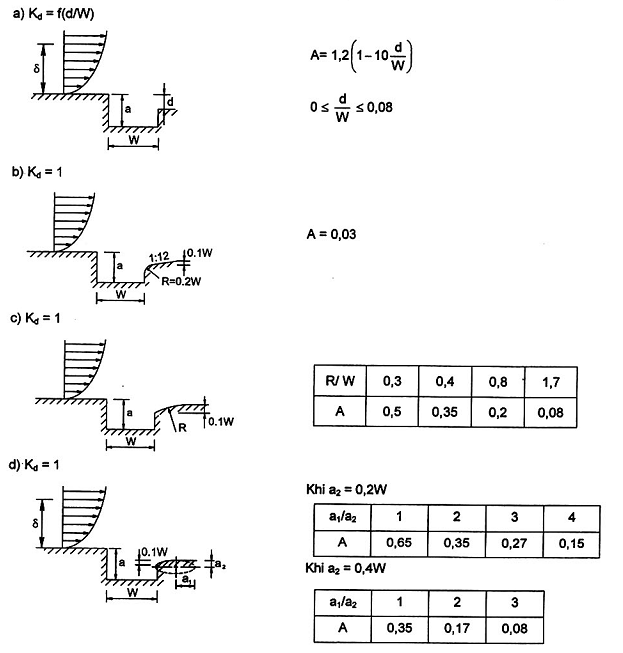 a) K_d = f(d/W)
δ
a
d
W
A= 1,2(1 – 10 d/W)
0 ≤ d/W ≤ 0,08
b) K_d = 1
a
1:12
0.1W
R=0.2W
W
A = 0,03
c) K_d = 1
a
R
0.1W
W
R/ W 0,3 0,4 0,8 1,7
A 0,5 0,35 0,2 0,08
d) K_d = 1
δ
a
0.1W
a₂
a₁
W
Khi a₂ = 0,2W
a₁/a₂ 1 2 3 4
A 0,65 0,35 0,27 0,15
Khi a₂ = 0,4W
a₁/a₂ 1 2 3
A 0,35 0,17 0,08